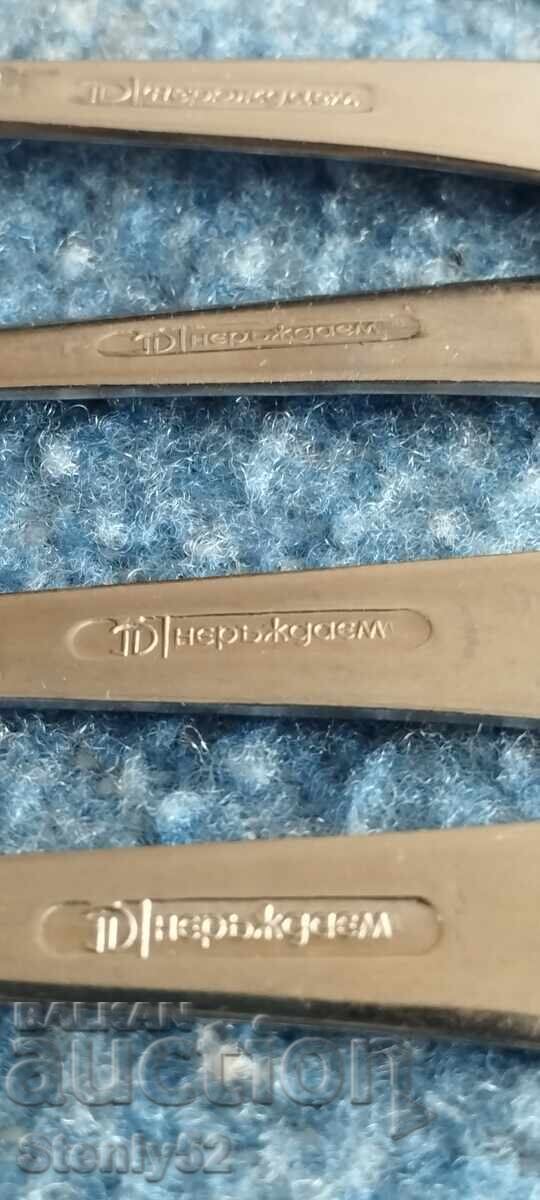 неръждаем
неръждаем
неръждаем
неръждаем
BALKAN
auction
Stenly52